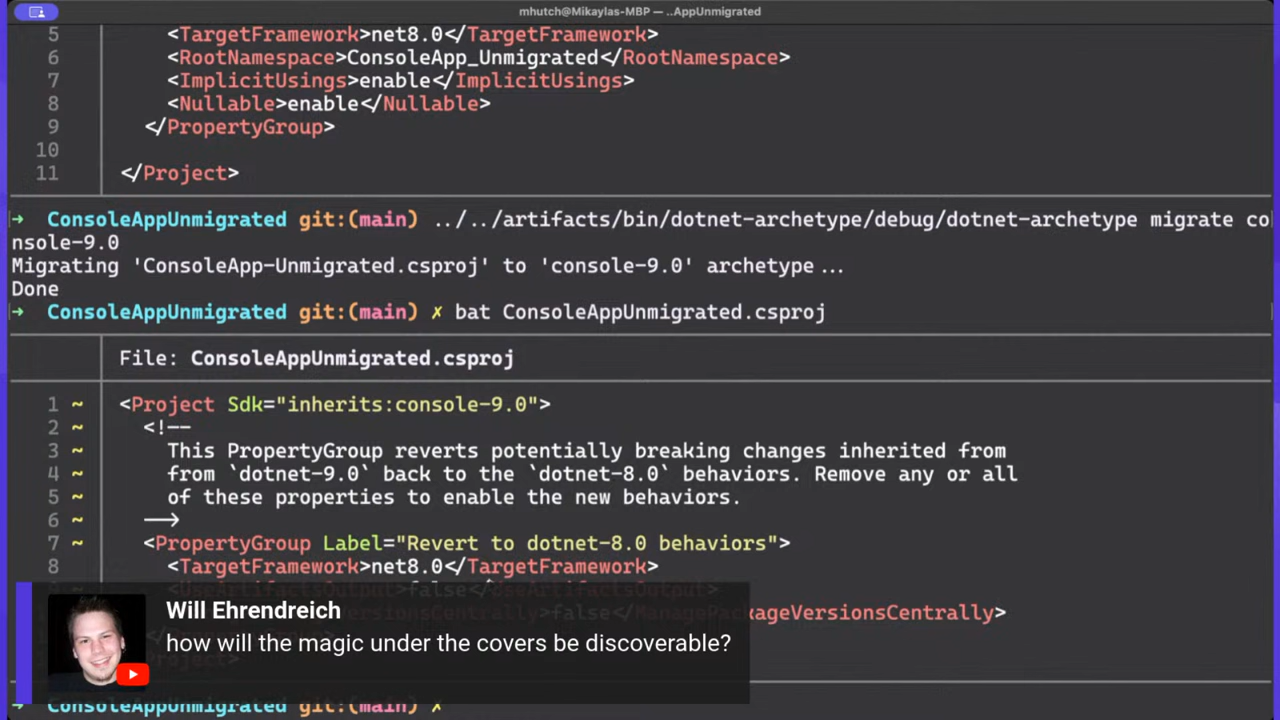 mhutch@Mikaylas-MBP — ..AppUnmigrated
5 <TargetFramework>net8.0</TargetFramework>
6 <RootNamespace>ConsoleApp_Unmigrated</RootNamespace>
7 <ImplicitUsings>enable</ImplicitUsings>
8 <Nullable>enable</Nullable>
9 </PropertyGroup>
10
11 </Project>
→ ConsoleAppUnmigrated git:(main) ../../artifacts/bin/dotnet-archetype/debug/dotnet-archetype migrate co
nsole-9.0
Migrating 'ConsoleApp-Unmigrated.csproj' to 'console-9.0' archetype...
Done
→ ConsoleAppUnmigrated git:(main) ✗ bat ConsoleAppUnmigrated.csproj
File: ConsoleAppUnmigrated.csproj
1 ~ <Project Sdk="inherits:console-9.0">
2 ~ <!--
3 ~ This PropertyGroup reverts potentially breaking changes inherited from
4 ~ from `dotnet-9.0` back to the `dotnet-8.0` behaviors. Remove any or all
5 ~ of these properties to enable the new behaviors.
6 ~ -->
7 ~ <PropertyGroup Label="Revert to dotnet-8.0 behaviors">
8 <TargetFramework>net8.0</TargetFramework>
<UseArtifactsOutput>false</UseArtifactsOutput>
VersionsCentrally>false</ManagePackageVersionsCentrally>
Will Ehrendreich
how will the magic under the covers be discoverable?
→ ConsoleAppUnmigrated git:(main) ✗